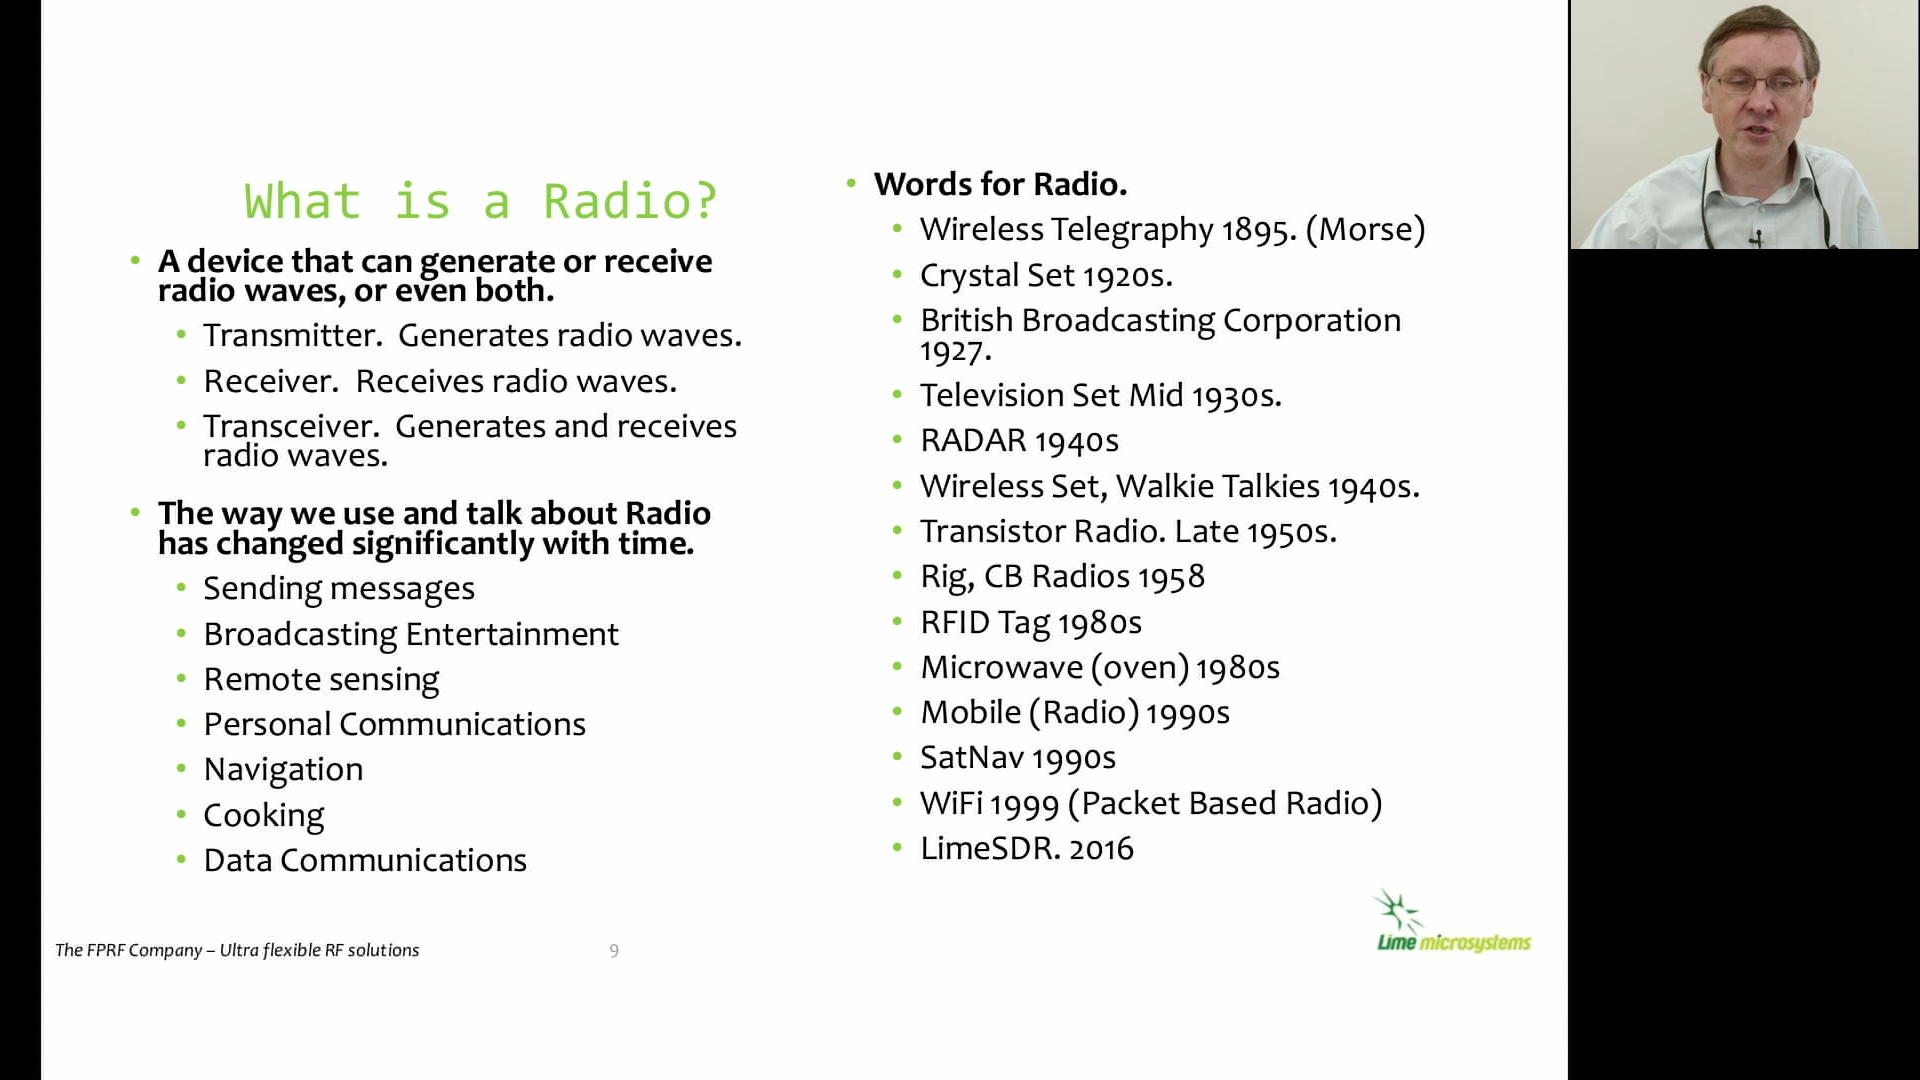 What is a Radio?
• A device that can generate or receive
radio waves, or even both.
• Transmitter.  Generates radio waves.
• Receiver.  Receives radio waves.
• Transceiver.  Generates and receives
radio waves.
• The way we use and talk about Radio
has changed significantly with time.
• Sending messages
• Broadcasting Entertainment
• Remote sensing
• Personal Communications
• Navigation
• Cooking
• Data Communications
• Words for Radio.
• Wireless Telegraphy 1895. (Morse)
• Crystal Set 1920s.
• British Broadcasting Corporation
1927.
• Television Set Mid 1930s.
• RADAR 1940s
• Wireless Set, Walkie Talkies 1940s.
• Transistor Radio. Late 1950s.
• Rig, CB Radios 1958
• RFID Tag 1980s
• Microwave (oven) 1980s
• Mobile (Radio) 1990s
• SatNav 1990s
• WiFi 1999 (Packet Based Radio)
• LimeSDR. 2016
The FPRF Company – Ultra flexible RF solutions
9
Lime microsystems